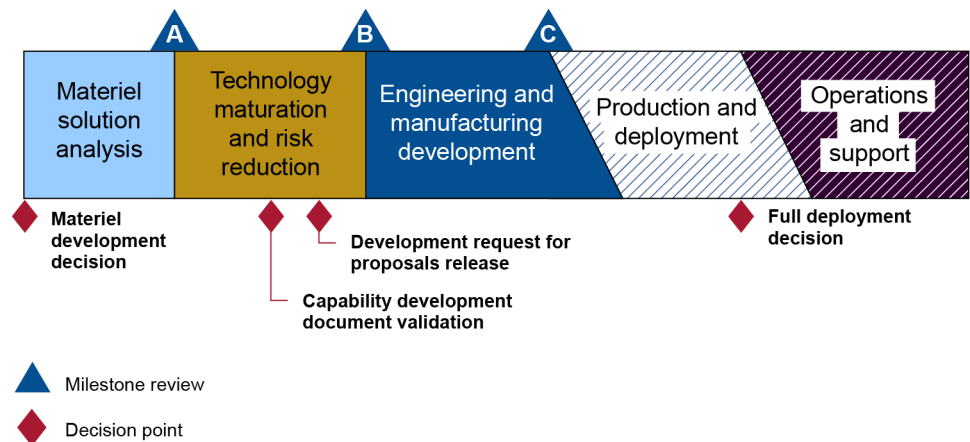 A
B
C
Materiel
solution
analysis
Technology
maturation
and risk
reduction
Engineering and
manufacturing
development
Production and
deployment
Operations
and
support
Materiel
development
decision
Development request for
proposals release
Capability development
document validation
Full deployment
decision
Milestone review
Decision point